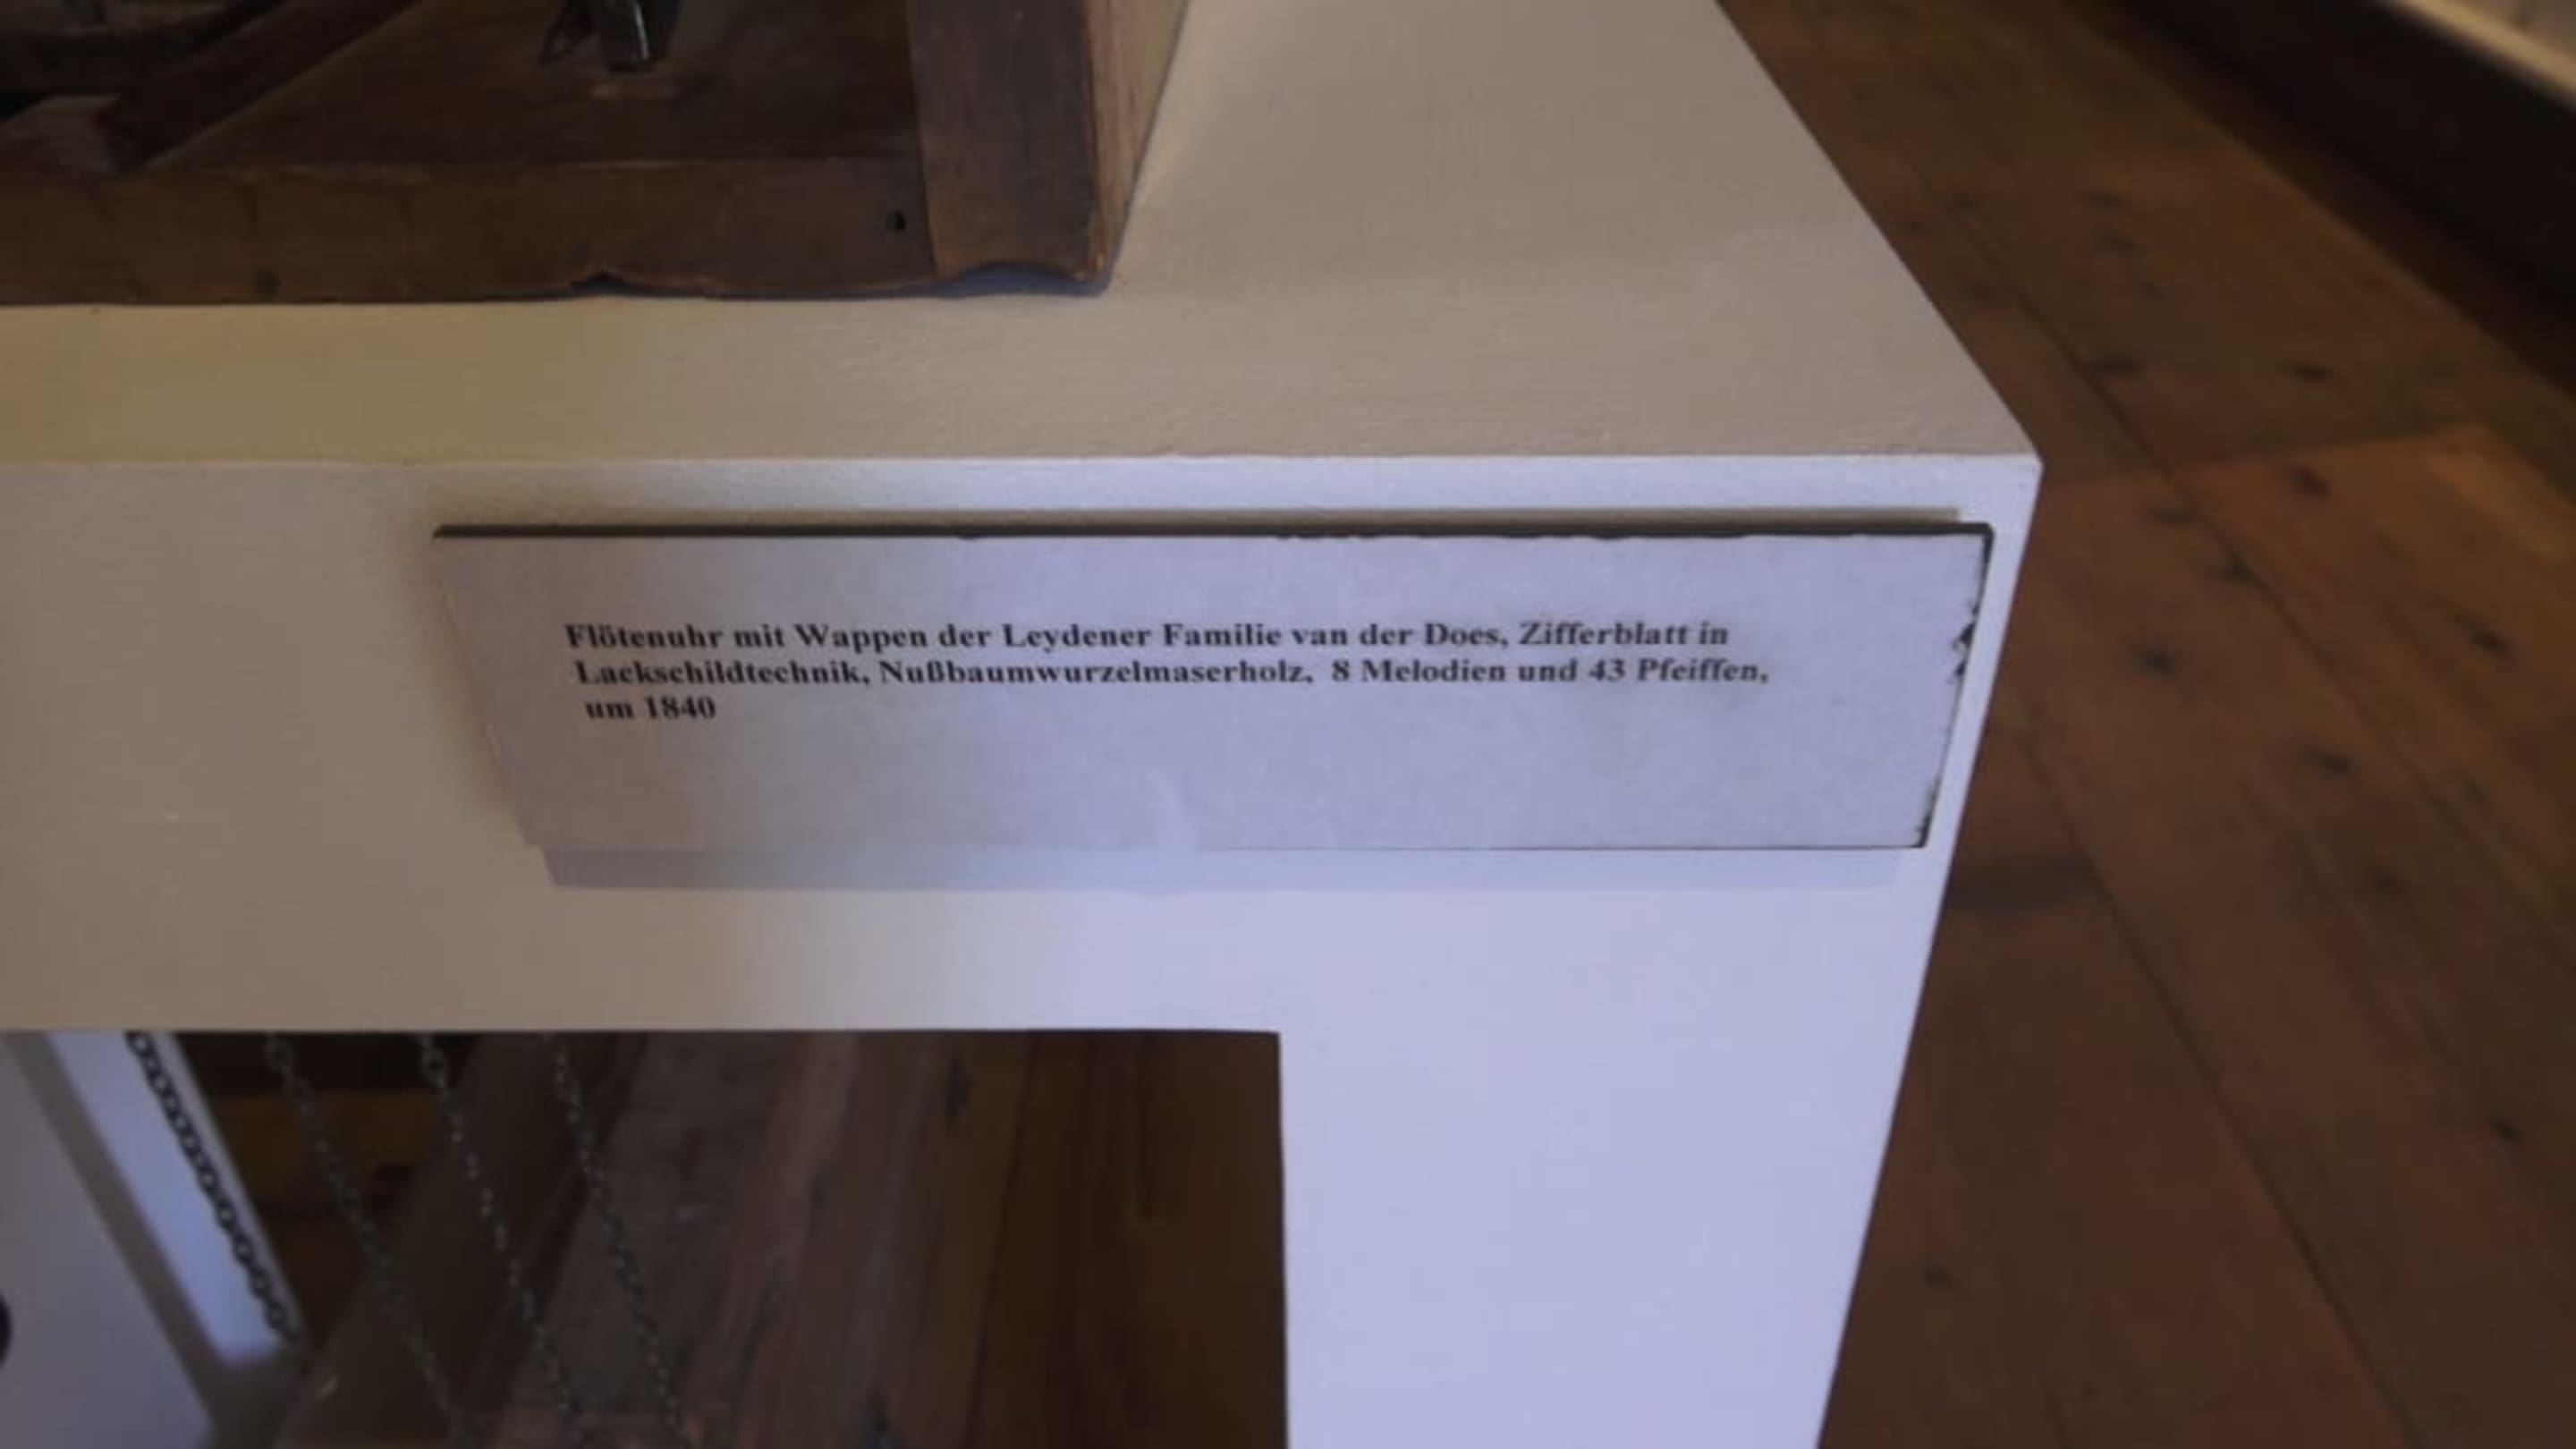 Flötenuhr mit Wappen der Leydener Familie van der Does, Zifferblatt in
Lackschildtechnik, Nußbaumwurzelmaserholz, 8 Melodien und 43 Pfeiffen,
um 1840